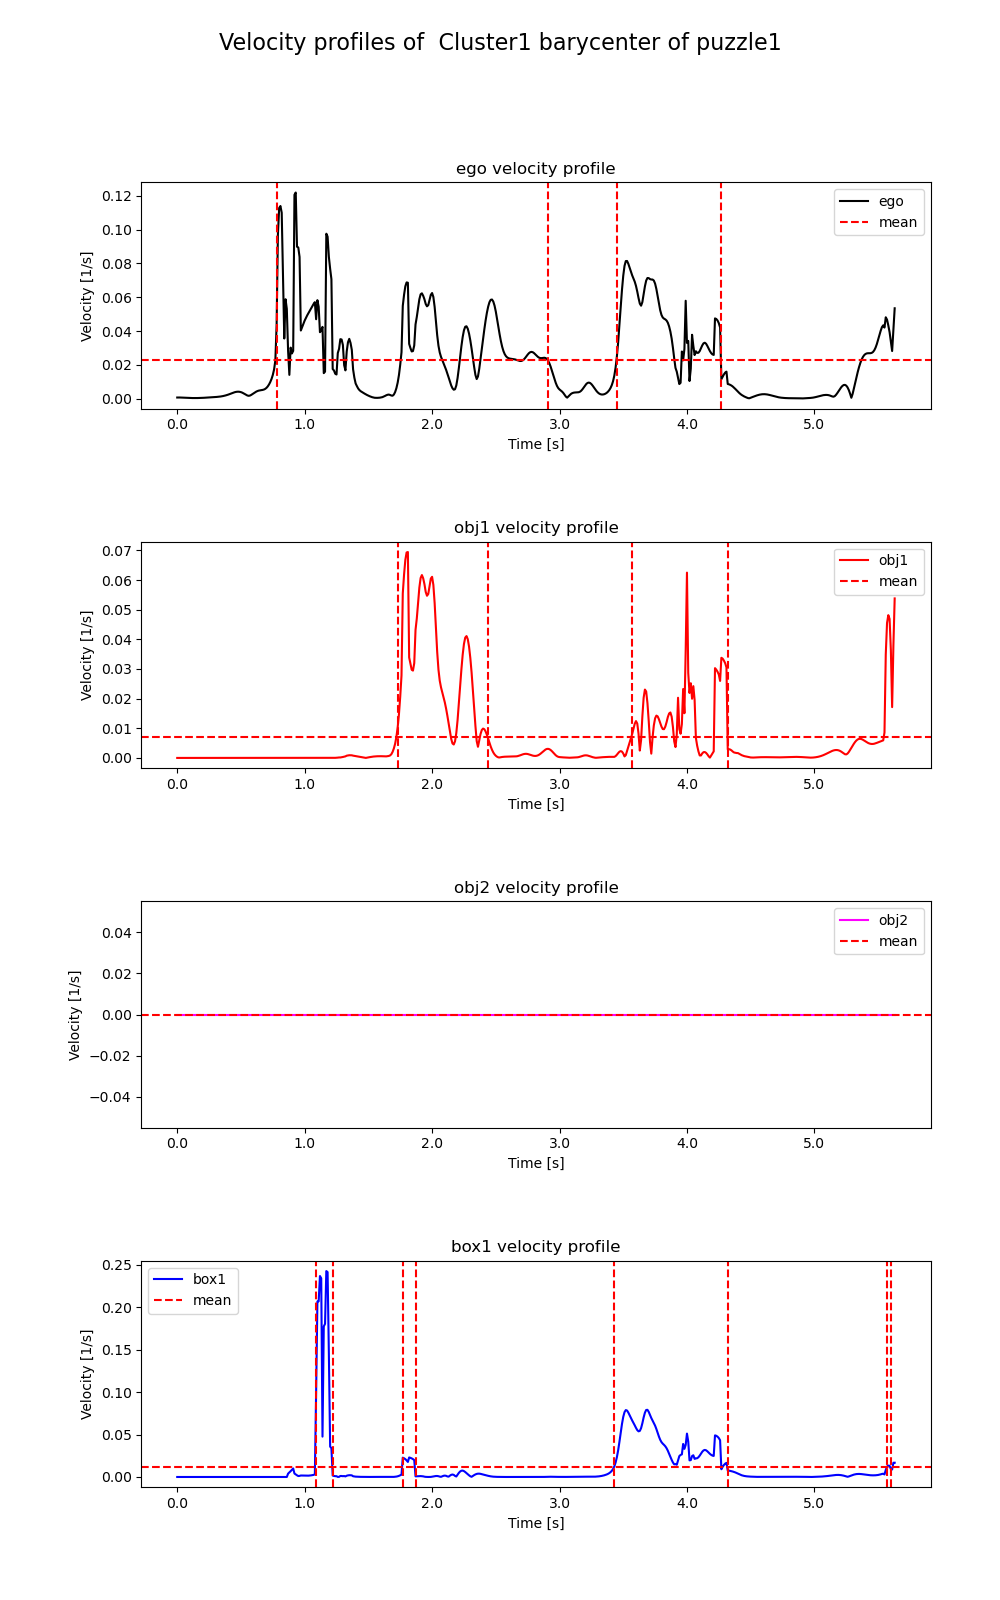 Velocity profiles of  Cluster1 barycenter of puzzle1
ego velocity profile
Velocity [1/s]
0.12
0.10
0.08
0.06
0.04
0.02
0.00
ego
mean
0.0 1.0 2.0 3.0 4.0 5.0
Time [s]
obj1 velocity profile
Velocity [1/s]
0.07
0.06
0.05
0.04
0.03
0.02
0.01
0.00
obj1
mean
0.0 1.0 2.0 3.0 4.0 5.0
Time [s]
obj2 velocity profile
Velocity [1/s]
0.04
0.02
0.00
−0.02
−0.04
obj2
mean
0.0 1.0 2.0 3.0 4.0 5.0
Time [s]
box1 velocity profile
Velocity [1/s]
0.25
0.20
0.15
0.10
0.05
0.00
box1
mean
0.0 1.0 2.0 3.0 4.0 5.0
Time [s]